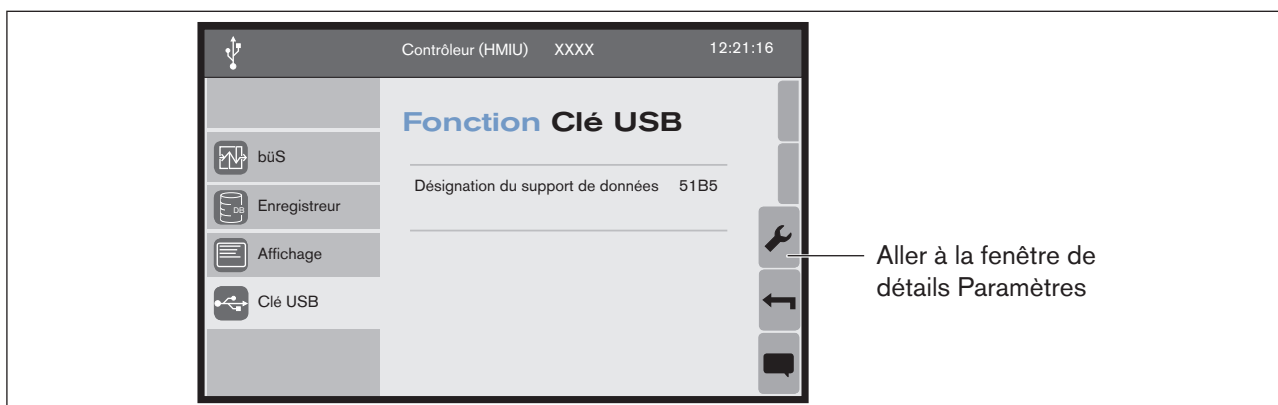 Contrôleur (HMIU) XXXX 12:21:16
Fonction Clé USB
büS
Désignation du support de données 51B5
DB
Enregistreur
Affichage
Clé USB
Aller à la fenêtre de
détails Paramètres